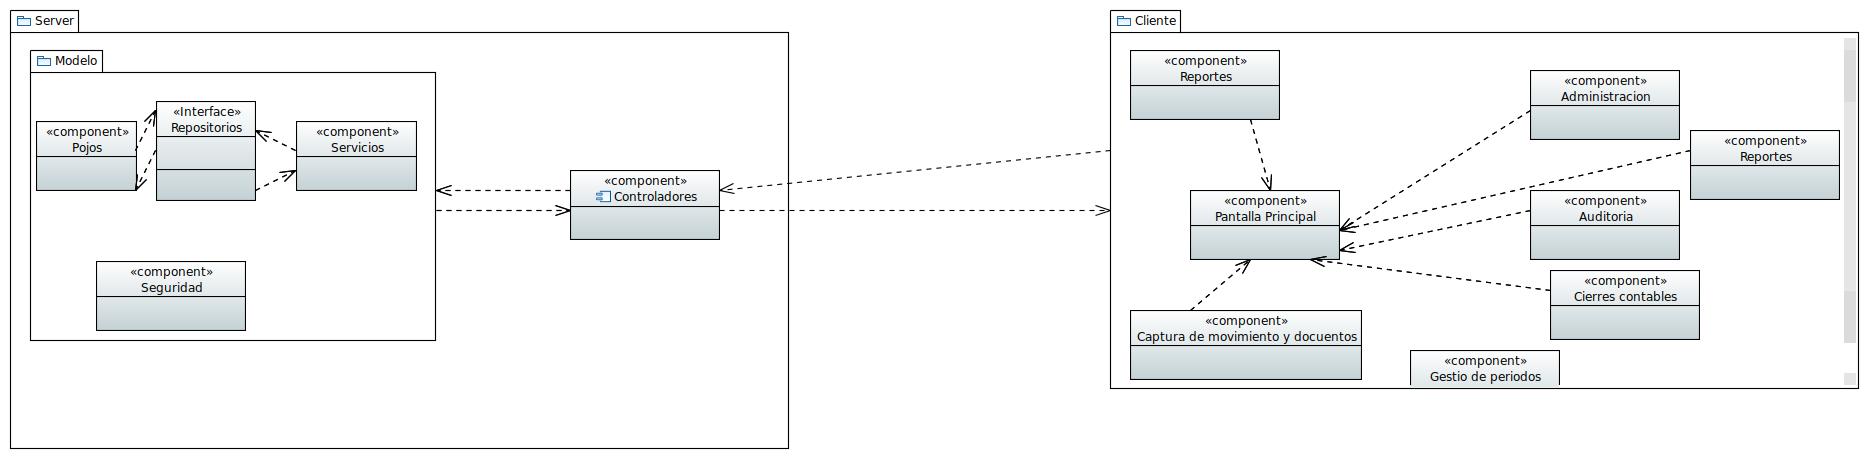 Server
Modelo
«component»
Pojos
«Interface»
Repositorios
«component»
Servicios
«component»
Seguridad
«component»
Controladores
Cliente
«component»
Reportes
«component»
Administracion
«component»
Reportes
«component»
Pantalla Principal
«component»
Auditoria
«component»
Cierres contables
«component»
Captura de movimiento y docuentos
«component»
Gestio de periodos